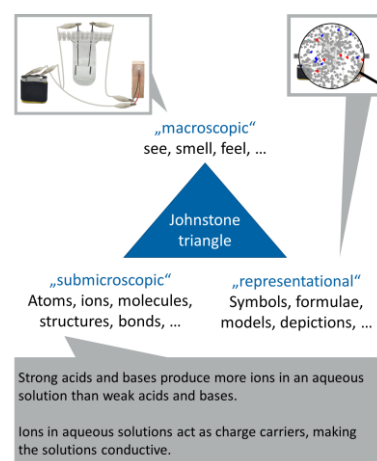 „macroscopic“
see, smell, feel, ...
Johnstone
triangle
„submicroscopic“
Atoms, ions, molecules,
structures, bonds, ...
„representational“
Symbols, formulae,
models, depictions, ...
Strong acids and bases produce more ions in an aqueous
solution than weak acids and bases.
Ions in aqueous solutions act as charge carriers, making
the solutions conductive.